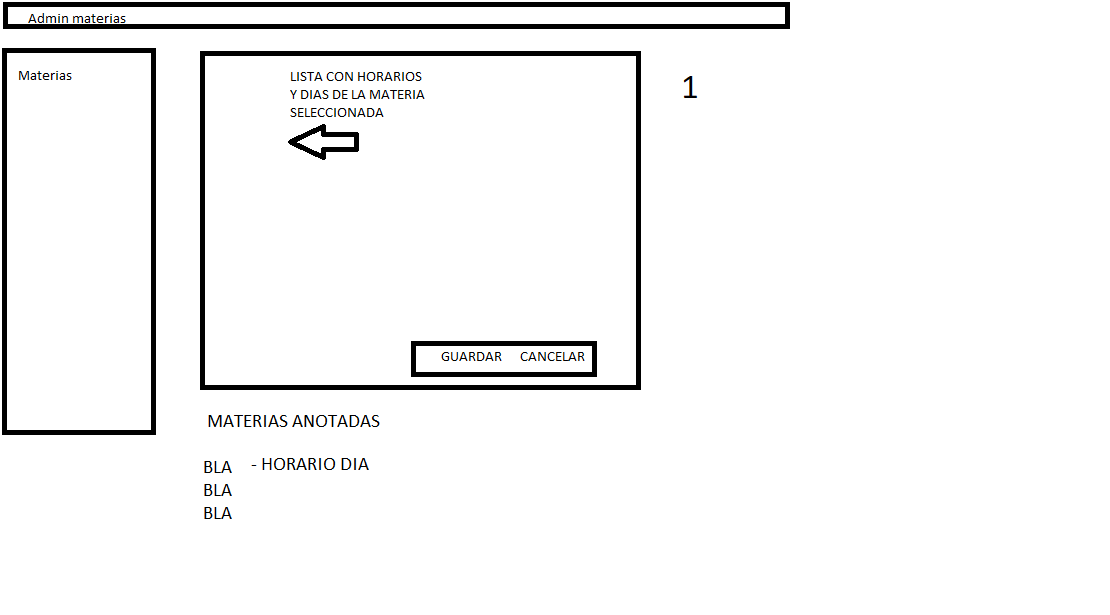 Admin materias
Materias
LISTA CON HORARIOS
Y DIAS DE LA MATERIA
SELECCIONADA
1
GUARDAR CANCELAR
MATERIAS ANOTADAS
BLA - HORARIO DIA
BLA
BLA